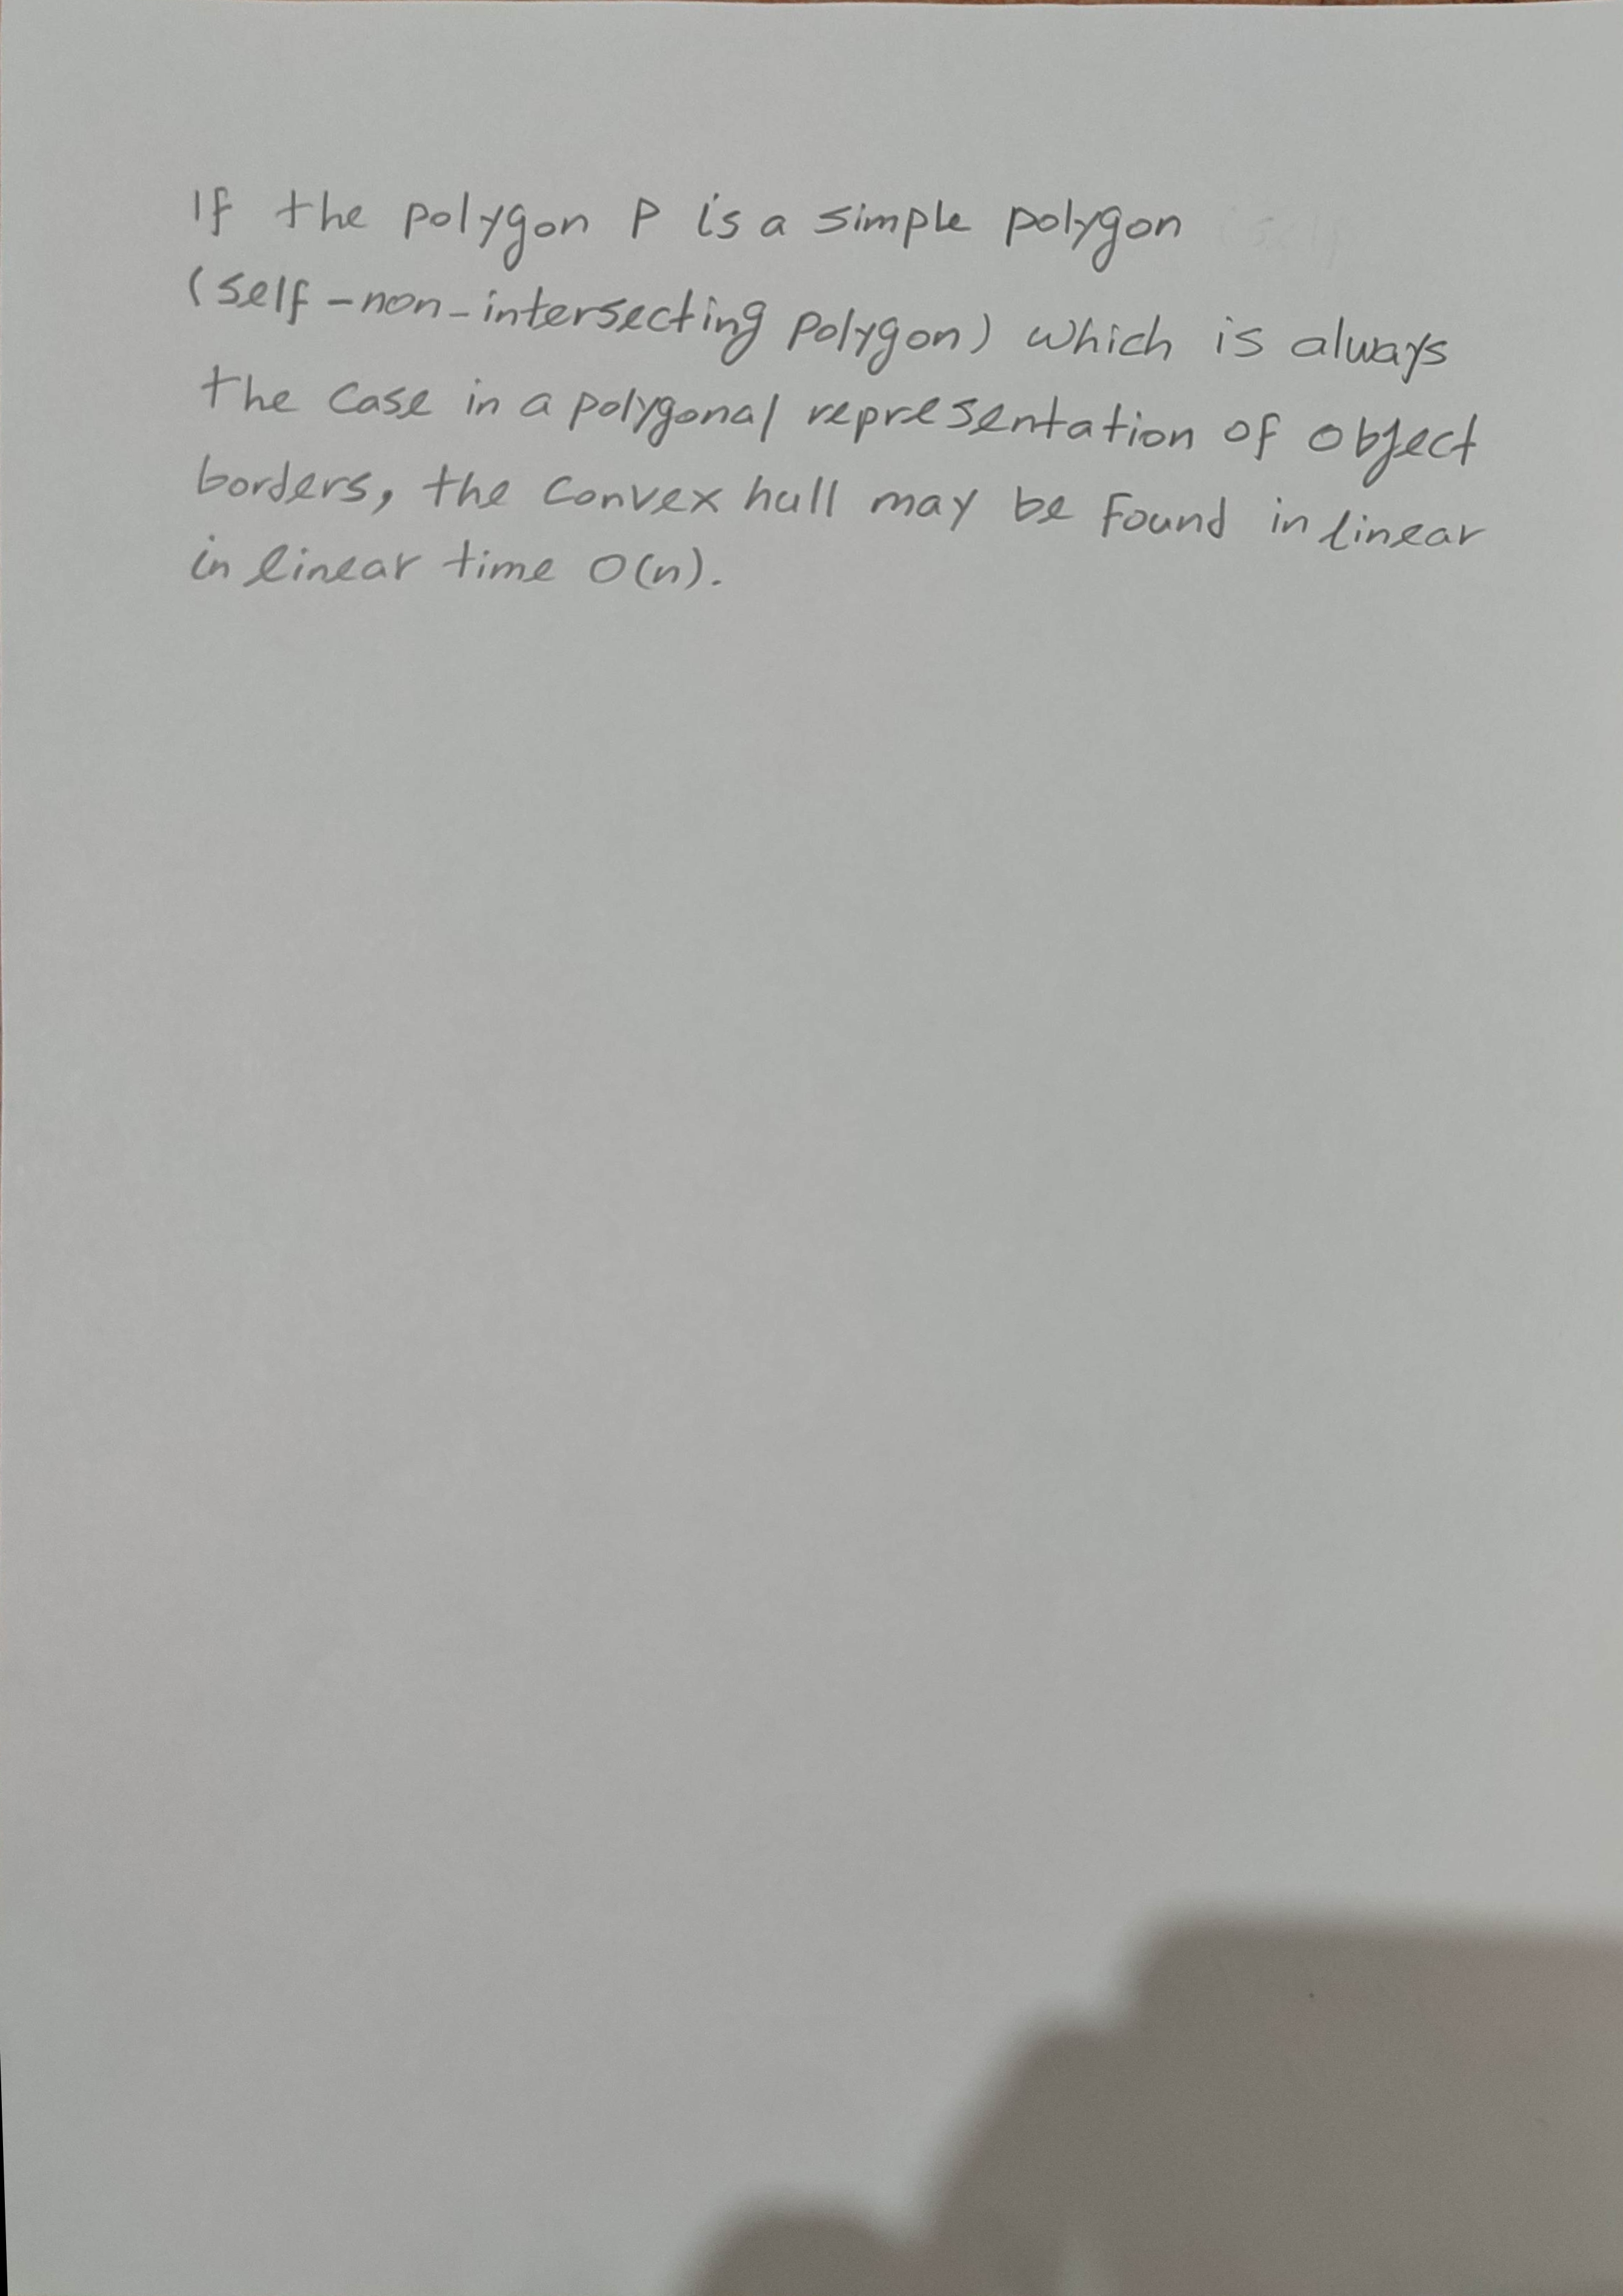 If the polygon P is a simple polygon
(self-non-intersecting polygon) which is always
the case in a polygonal representation of object
borders, the convex hull may be found in linear
in linear time O(n).